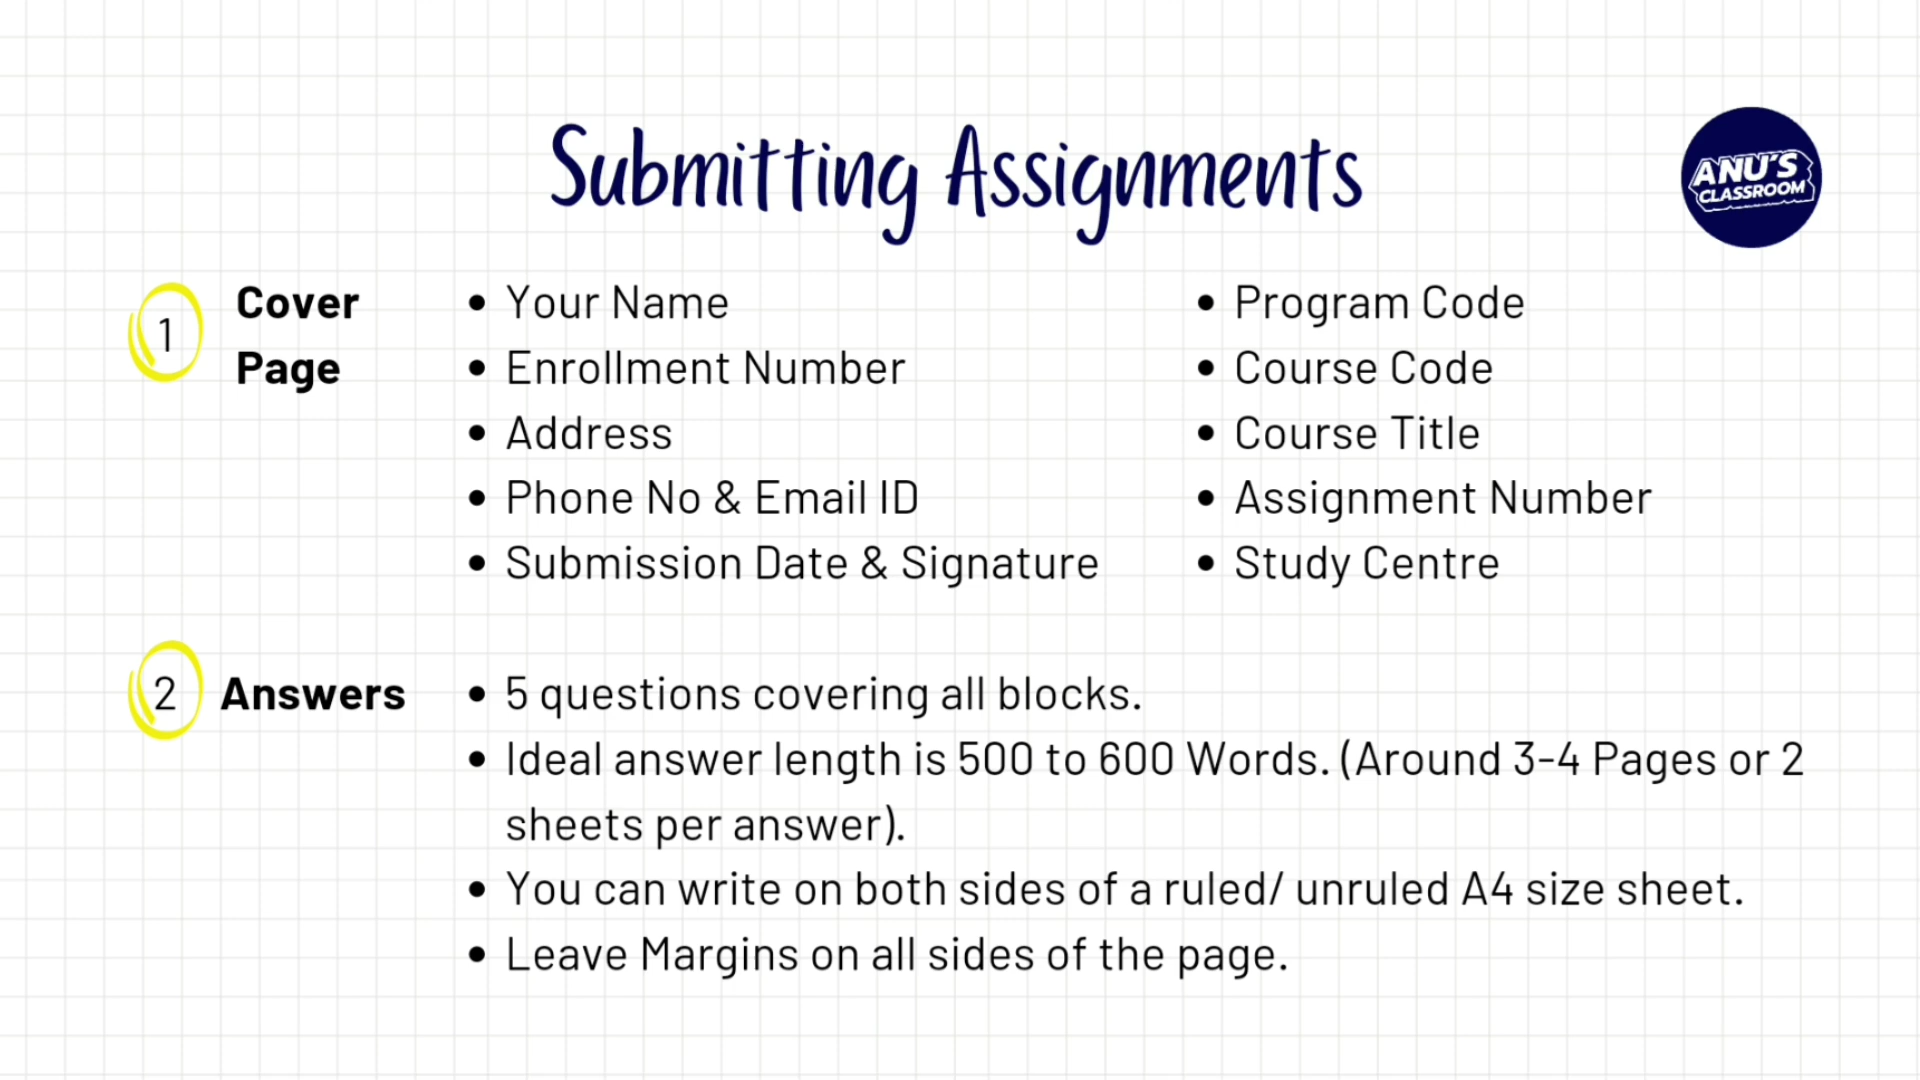 Submitting Assignments
ANU'S
CLASSROOM
1
Cover
Page
• Your Name
• Enrollment Number
• Address
• Phone No & Email ID
• Submission Date & Signature
• Program Code
• Course Code
• Course Title
• Assignment Number
• Study Centre
2
Answers
• 5 questions covering all blocks.
• Ideal answer length is 500 to 600 Words. (Around 3-4 Pages or 2
sheets per answer).
• You can write on both sides of a ruled/ unruled A4 size sheet.
• Leave Margins on all sides of the page.